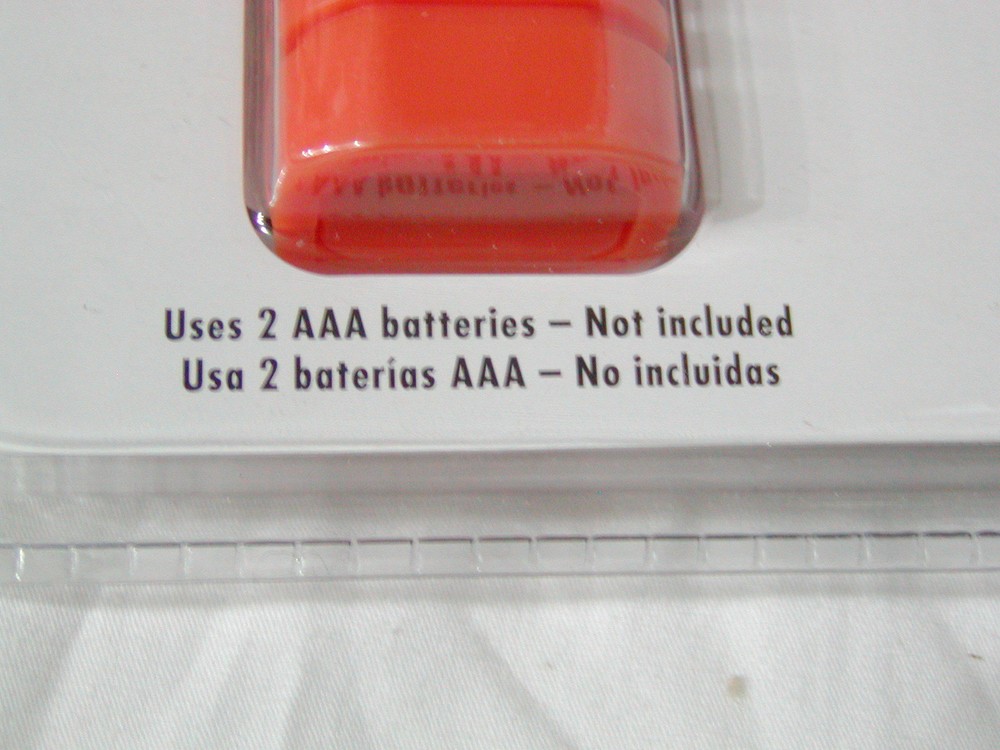 Uses 2 AAA batteries – Not included
Usa 2 baterías AAA – No incluidas